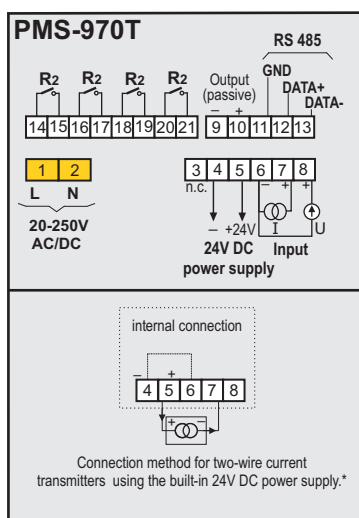 PMS-970T
RS 485
GND
DATA+
DATA-
R2 R2 R2 R2
Output
(passive)
– +
14 15 16 17 18 19 20 21 9 10 11 12 13
1 2
L N
20-250V
AC/DC
3 4 5 6 7 8
n.c. – + +
– +24V I U
24V DC Input
power supply
internal connection
– +
4 5 6 7 8
+ –
Connection method for two-wire current
transmitters using the built-in 24V DC power supply.*